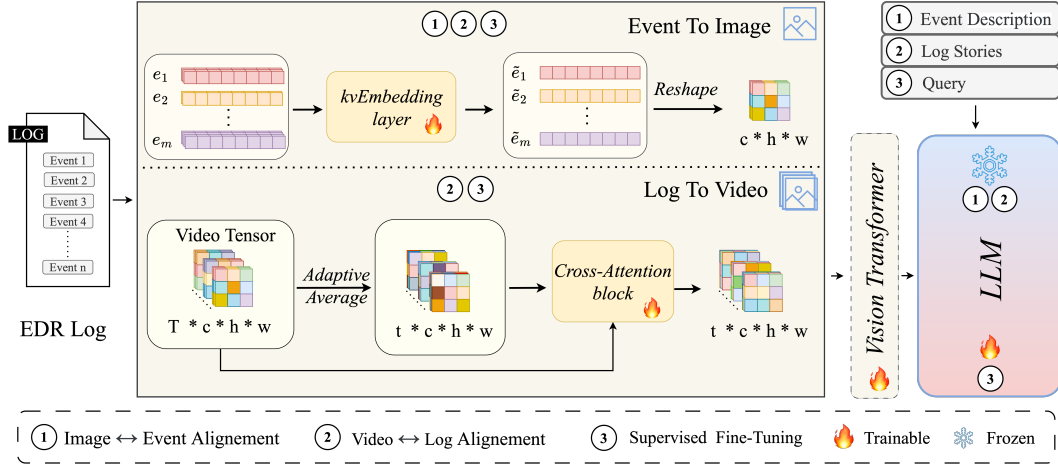 LOG
Event 1
Event 2
Event 3
Event 4
Event n
EDR Log
1 2 3
Event To Image
e1
e2
em
kvEmbedding
layer
ẽ1
ẽ2
ẽm
Reshape
c * h * w
2 3
Log To Video
Video Tensor
T * c * h * w
Adaptive
Average
t * c * h * w
Cross-Attention
block
t * c * h * w
Vision Transformer
1 Event Description
2 Log Stories
3 Query
1 2
LLM
3
1 Image ↔ Event Alignement
2 Video ↔ Log Alignement
3 Supervised Fine-Tuning
Trainable
Frozen